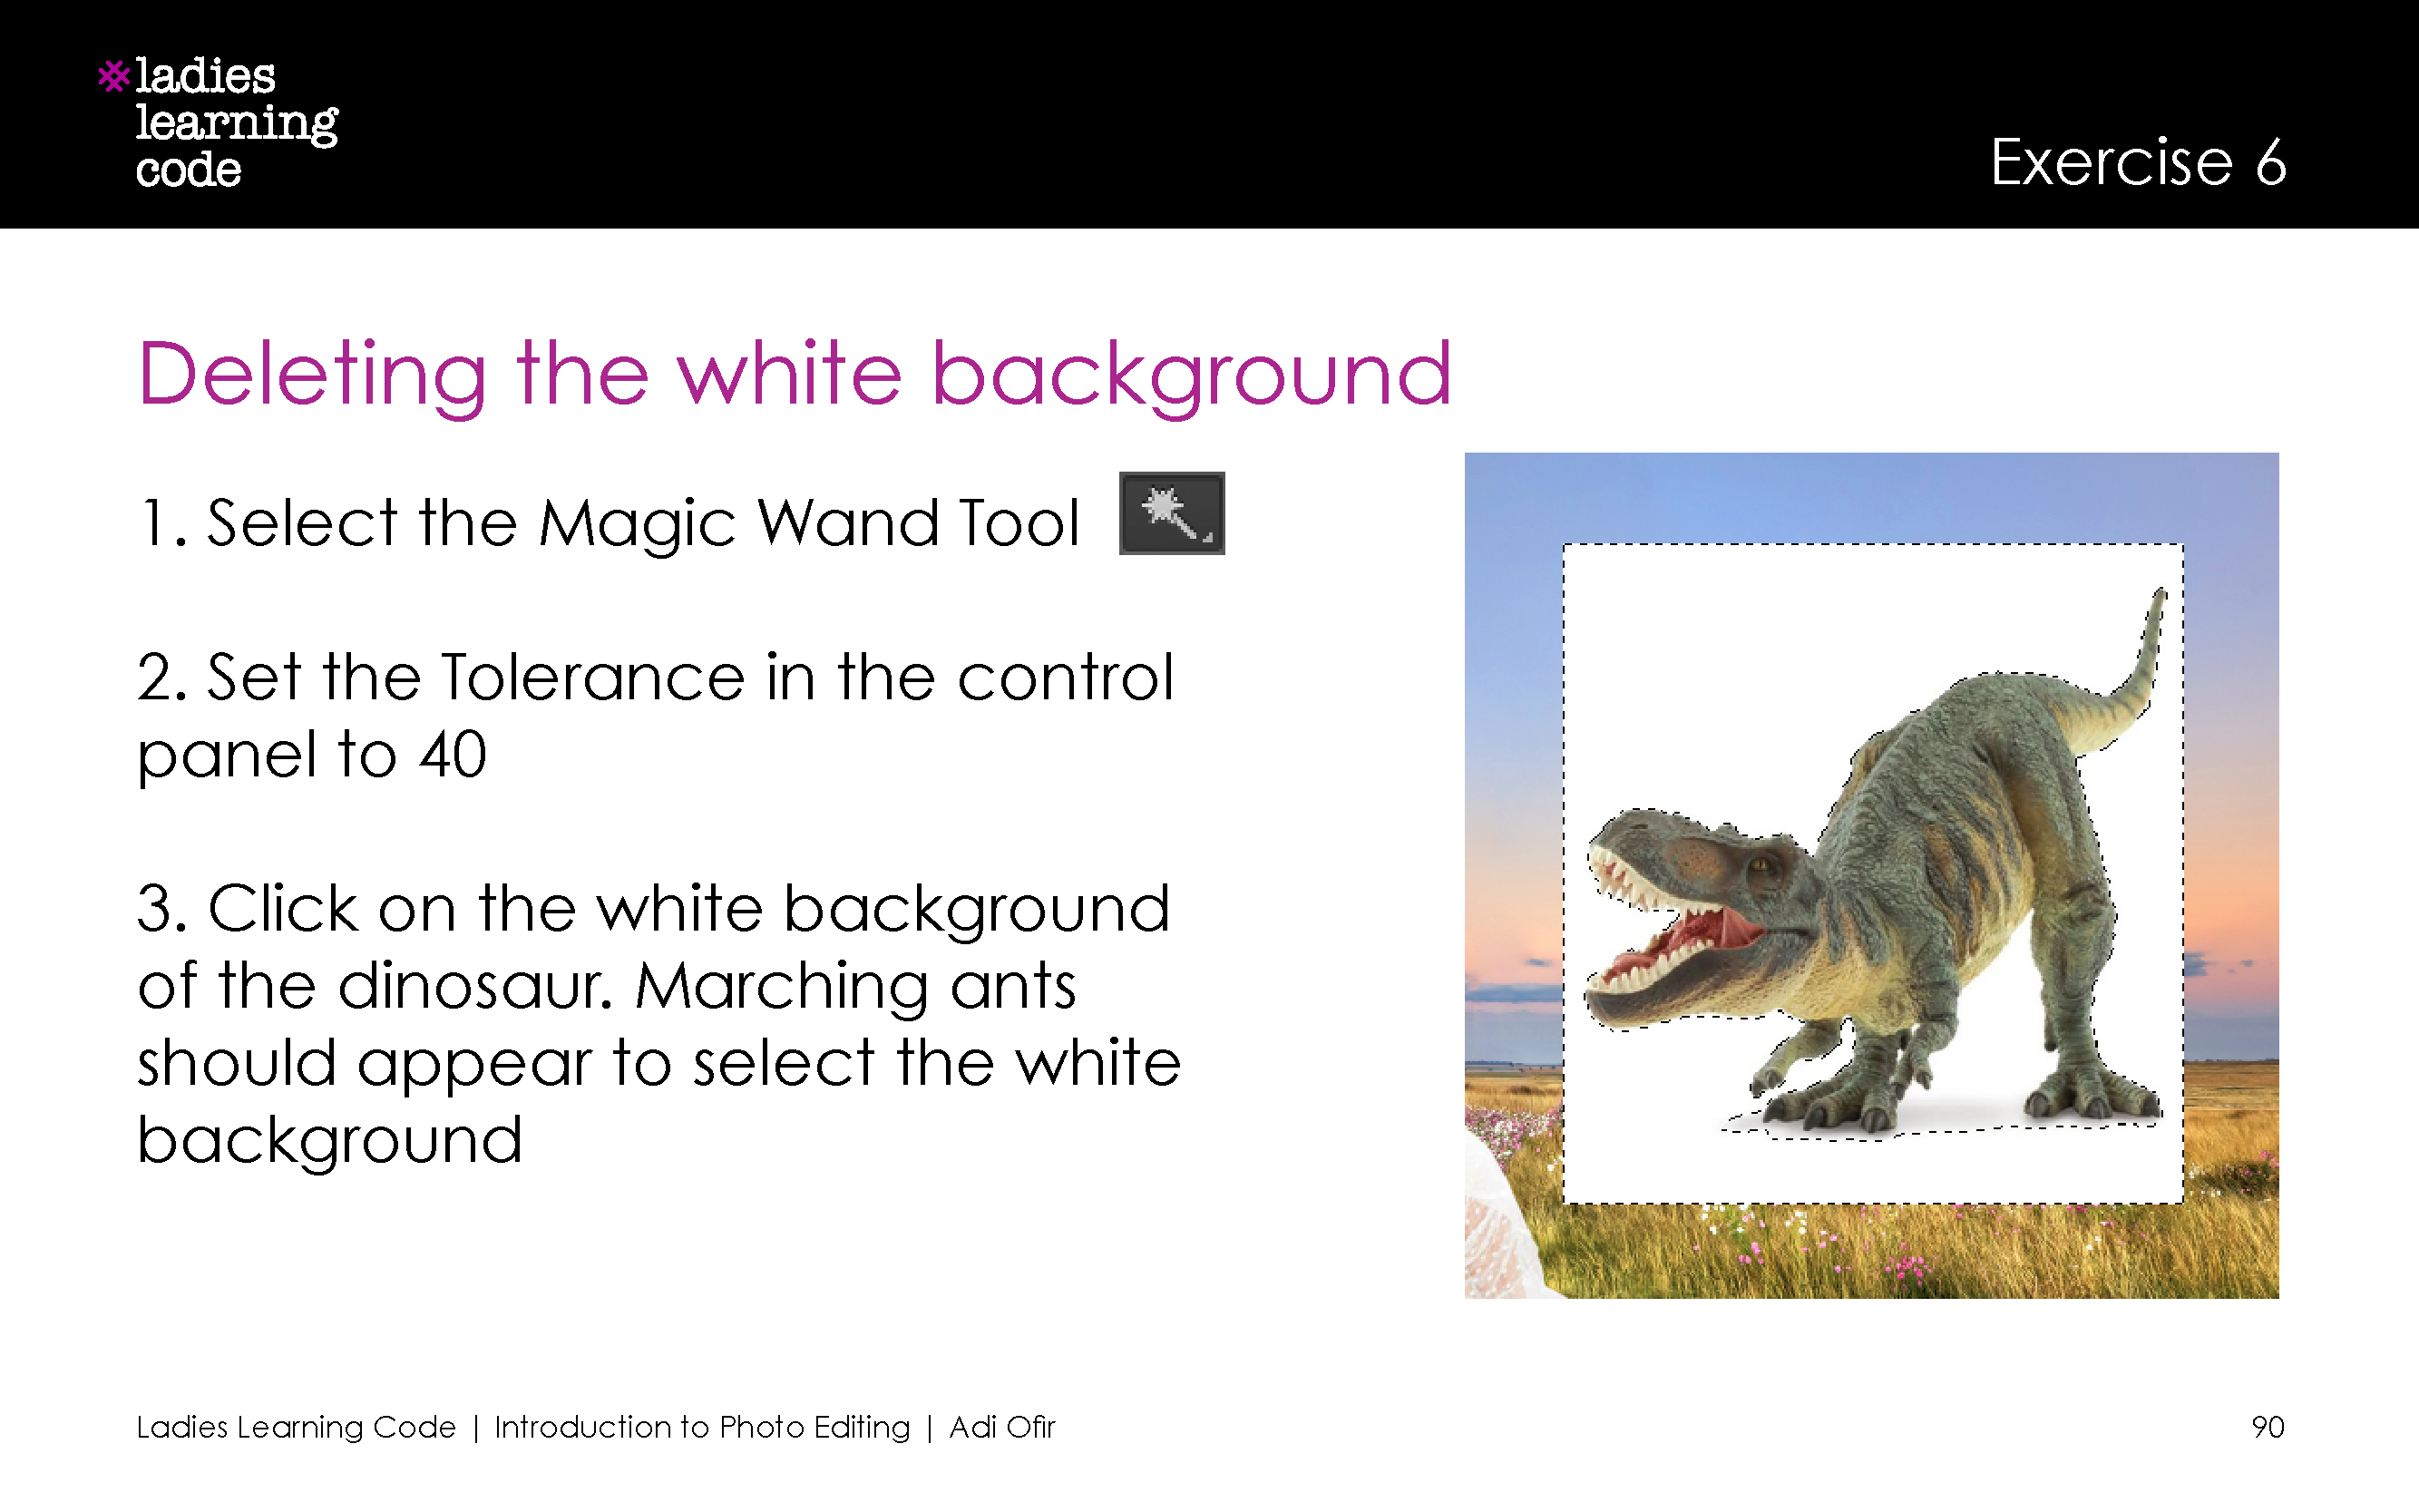 ladies
learning
code
Exercise 6
Deleting the white background
1. Select the Magic Wand Tool
2. Set the Tolerance in the control
panel to 40
3. Click on the white background
of the dinosaur. Marching ants
should appear to select the white
background
Ladies Learning Code | Introduction to Photo Editing | Adi Ofir
90